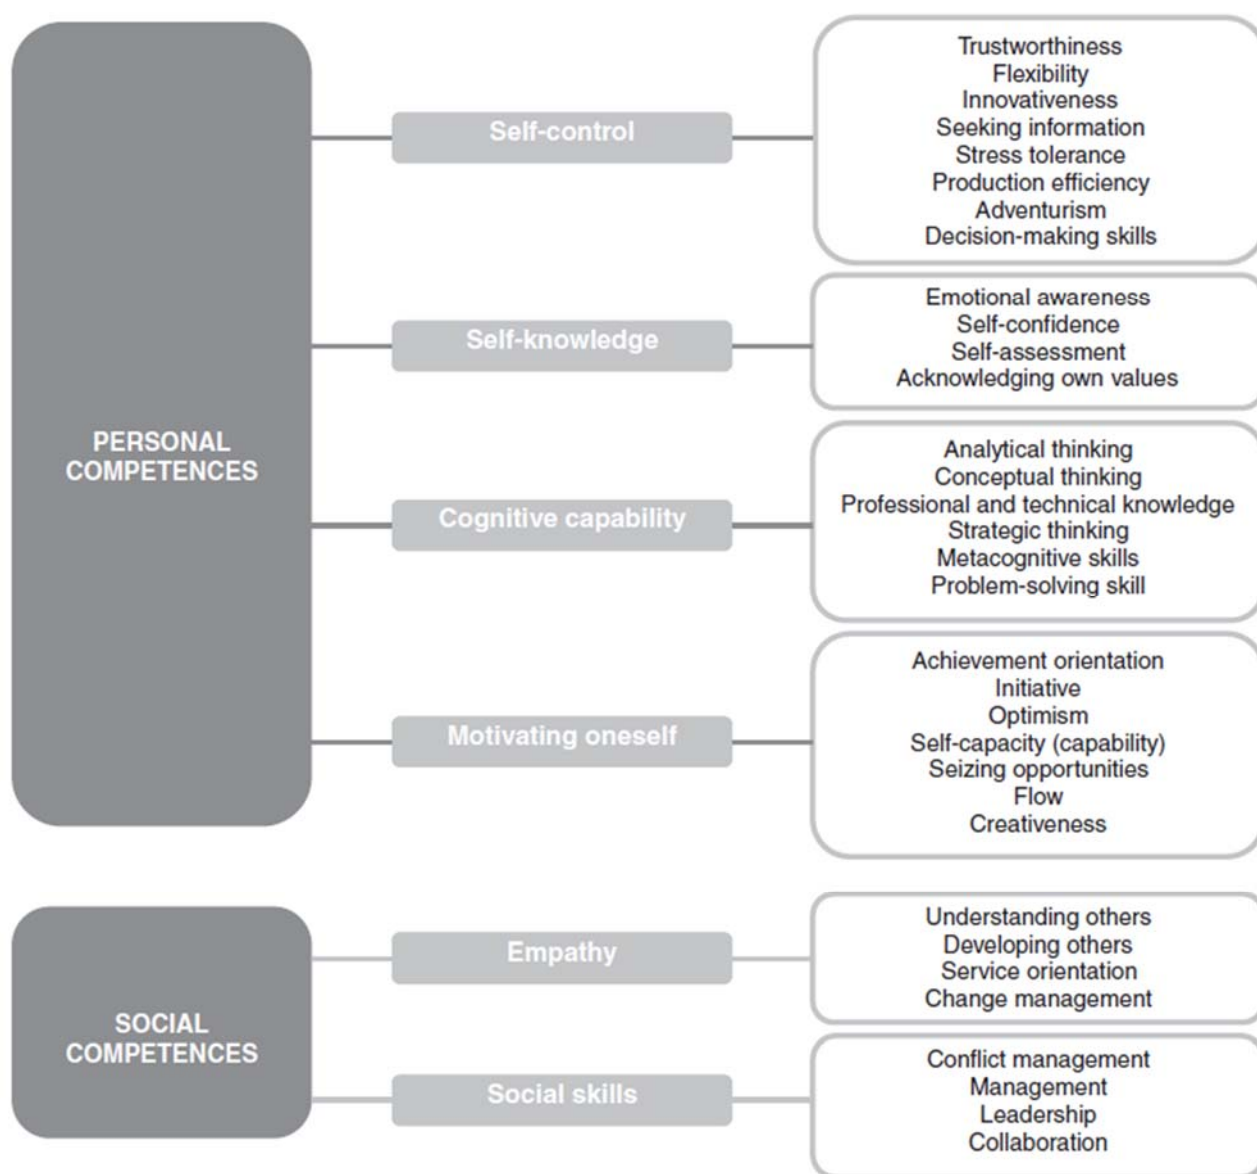 PERSONAL
COMPETENCES
Self-control
Trustworthiness
Flexibility
Innovativeness
Seeking information
Stress tolerance
Production efficiency
Adventurism
Decision-making skills
Self-knowledge
Emotional awareness
Self-confidence
Self-assessment
Acknowledging own values
Cognitive capability
Analytical thinking
Conceptual thinking
Professional and technical knowledge
Strategic thinking
Metacognitive skills
Problem-solving skill
Motivating oneself
Achievement orientation
Initiative
Optimism
Self-capacity (capability)
Seizing opportunities
Flow
Creativeness
SOCIAL
COMPETENCES
Empathy
Understanding others
Developing others
Service orientation
Change management
Social skills
Conflict management
Management
Leadership
Collaboration